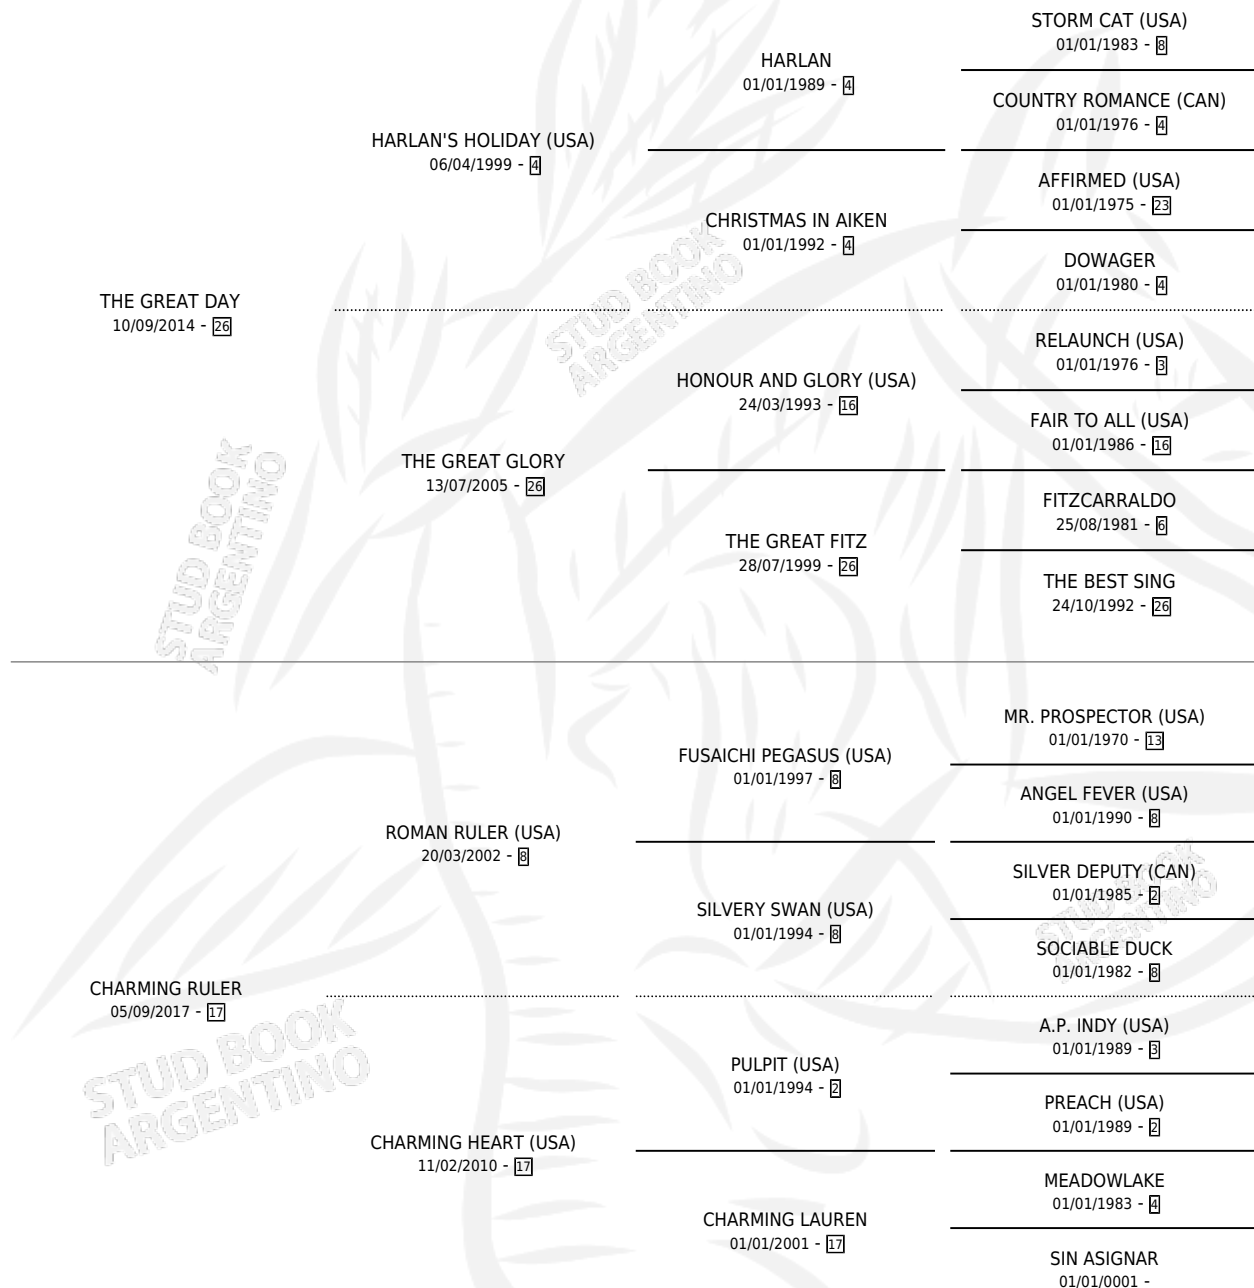 STORM CAT (USA)
01/01/1983 - 8
HARLAN
01/01/1989 - 4
COUNTRY ROMANCE (CAN)
01/01/1976 - 4
HARLAN'S HOLIDAY (USA)
06/04/1999 - 4
AFFIRMED (USA)
01/01/1975 - 23
CHRISTMAS IN AIKEN
01/01/1992 - 4
DOWAGER
01/01/1980 - 4
THE GREAT DAY
10/09/2014 - 26
RELAUNCH (USA)
01/01/1976 - 3
HONOUR AND GLORY (USA)
24/03/1993 - 16
FAIR TO ALL (USA)
01/01/1986 - 16
THE GREAT GLORY
13/07/2005 - 26
FITZCARRALDO
25/08/1981 - 6
THE GREAT FITZ
28/07/1999 - 26
THE BEST SING
24/10/1992 - 26
MR. PROSPECTOR (USA)
01/01/1970 - 13
FUSAICHI PEGASUS (USA)
01/01/1997 - 8
ANGEL FEVER (USA)
01/01/1990 - 8
ROMAN RULER (USA)
20/03/2002 - 8
SILVER DEPUTY (CAN)
01/01/1985 - 2
SILVERY SWAN (USA)
01/01/1994 - 8
SOCIABLE DUCK
01/01/1982 - 8
CHARMING RULER
05/09/2017 - 17
A.P. INDY (USA)
01/01/1989 - 3
PULPIT (USA)
01/01/1994 - 2
PREACH (USA)
01/01/1989 - 2
CHARMING HEART (USA)
11/02/2010 - 17
MEADOWLAKE
01/01/1983 - 4
CHARMING LAUREN
01/01/2001 - 17
SIN ASIGNAR
01/01/0001 -
STUD BOOK
ARGENTINO
STUD BOOK
ARGENTINO
STUD BOOK
ARGENTINO
STUD BOOK
ARGENTINO